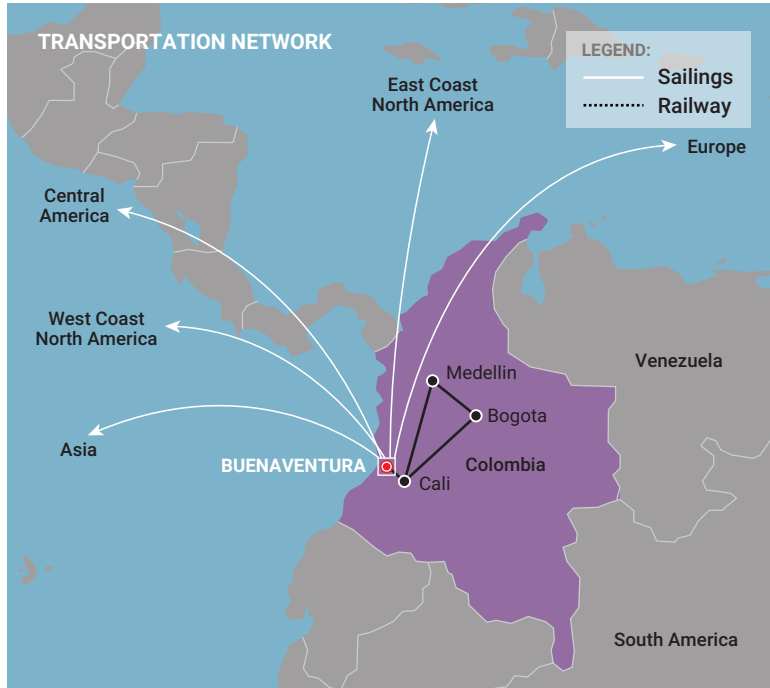 TRANSPORTATION NETWORK
LEGEND:
Sailings
Railway
East Coast
North America
Europe
Central
America
West Coast
North America
Asia
Venezuela
Medellin
Bogota
BUENAVENTURA
Colombia
Cali
South America